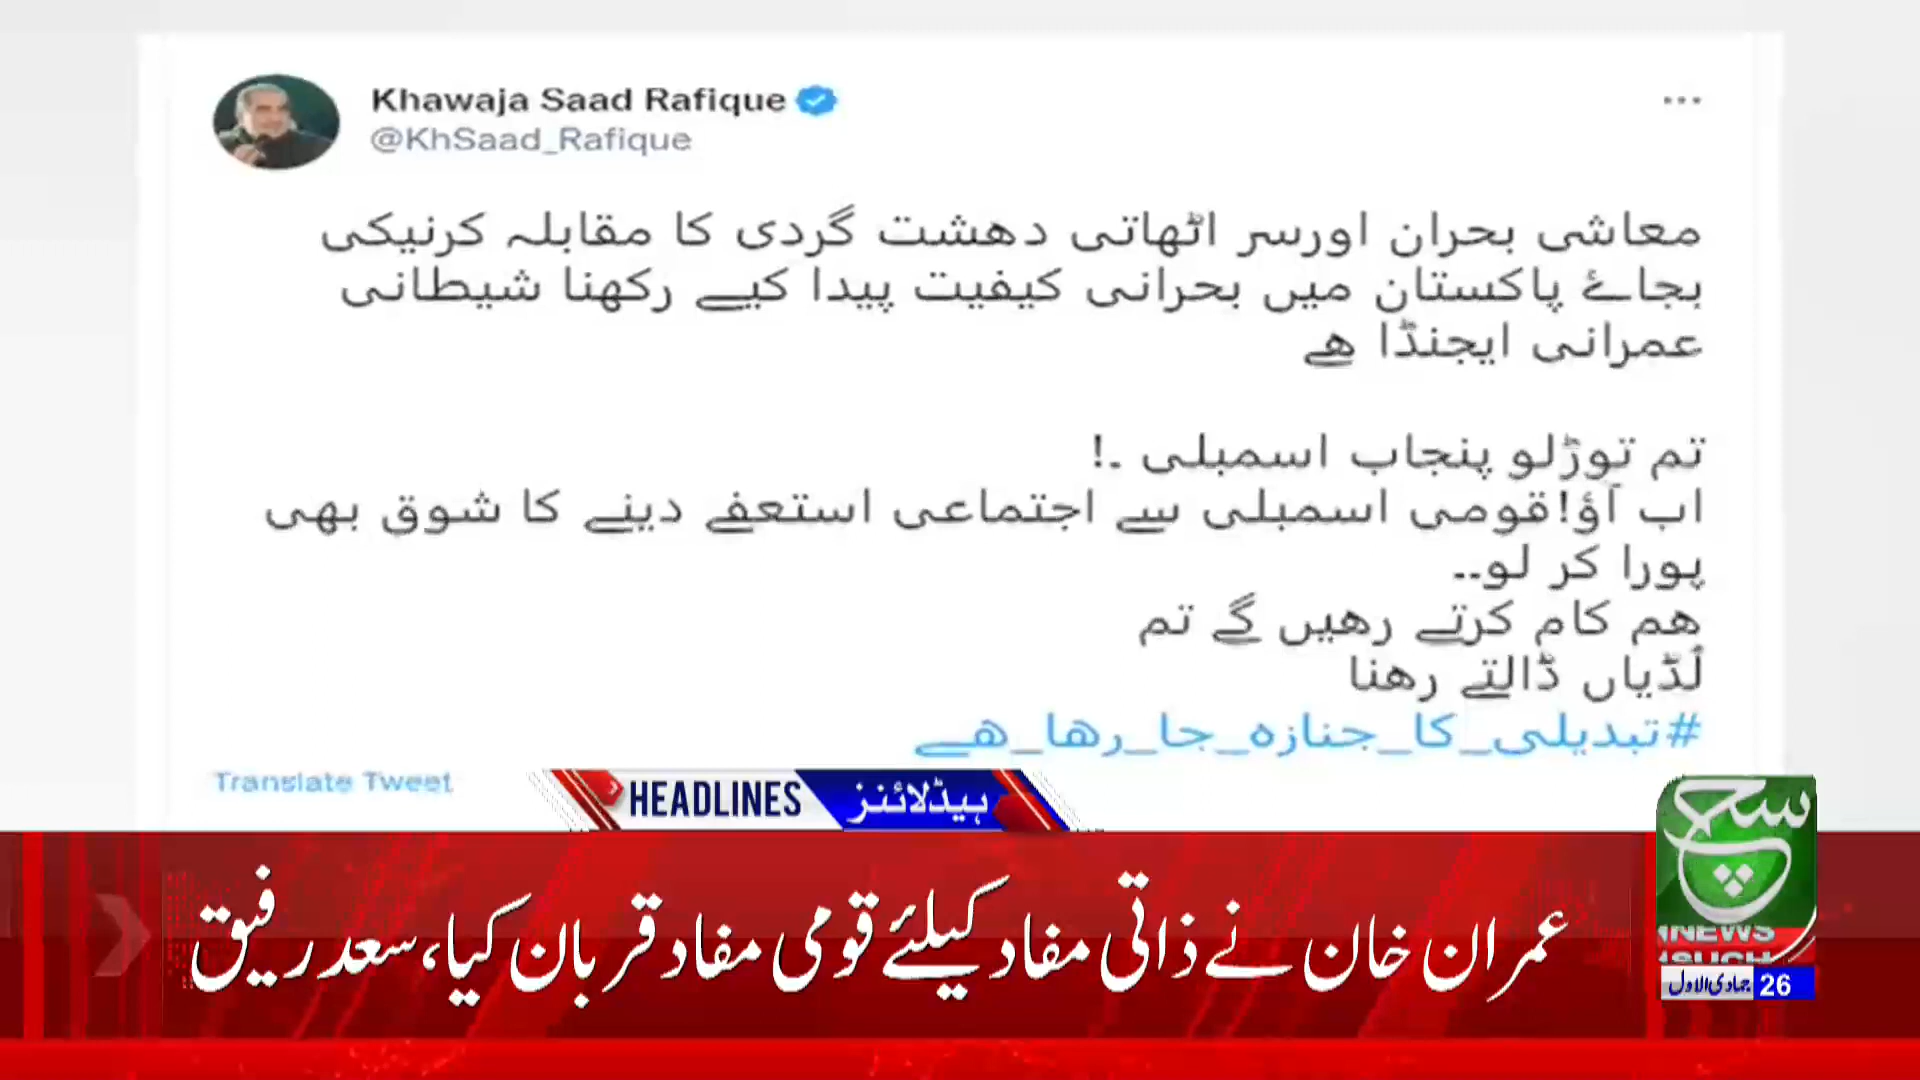 Khawaja Saad Rafique
@KhSaad_Rafique
معاشی بحران اورسر اٹھاتی دھشت گردی کا مقابلہ کرنیکی
بجاۓ پاکستان میں بحرانی کیفیت پیدا کیے رکھنا شیطانی
عمرانی ایجنڈا ھے
تم توڑلو پنجاب اسمبلی ۔!
اب آؤ!قومی اسمبلی سے اجتماعی استعفے دینے کا شوق بھی
پورا کر لو۔۔
ھم کام کرتے رھیں گے تم
لُڈیاں ڈالتے رھنا
#تبدیلی_کا_جنازہ_جا_رھا_ھے
Translate Tweet
HEADLINES ہیڈلائنز
عمران خان نے ذاتی مفاد کیلئے قومی مفاد قربان کیا، سعد رفیق
سچ
NEWS
SUCH
26 جمادی الاول